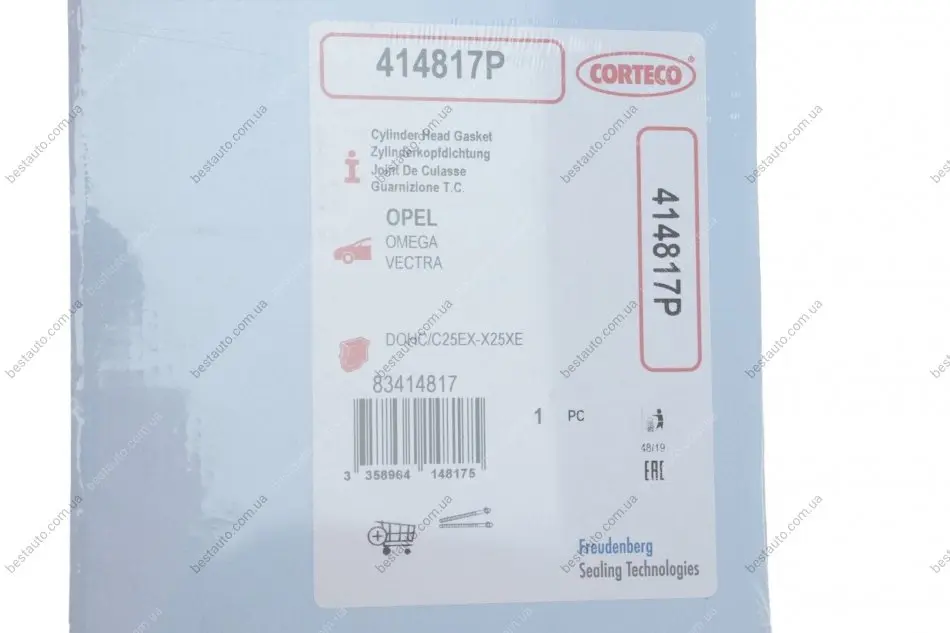 414817P
CORTECO®
Cylinder Head Gasket
Zylinderkopfdichtung
Joint De Culasse
Guarnizione T.C.
414817P
OPEL
OMEGA
VECTRA
DOHC/C25EX-X25XE
83414817
1 PC
3 358964 148175
48/19
EAC
Freudenberg
Sealing Technologies
bestauto.com.ua